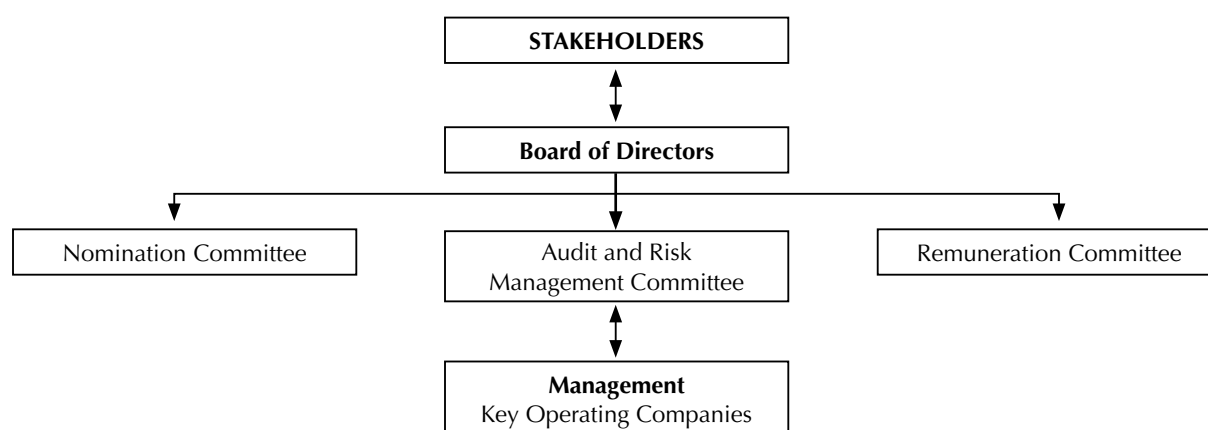 STAKEHOLDERS
Board of Directors
Nomination Committee
Audit and Risk
Management Committee
Remuneration Committee
Management
Key Operating Companies